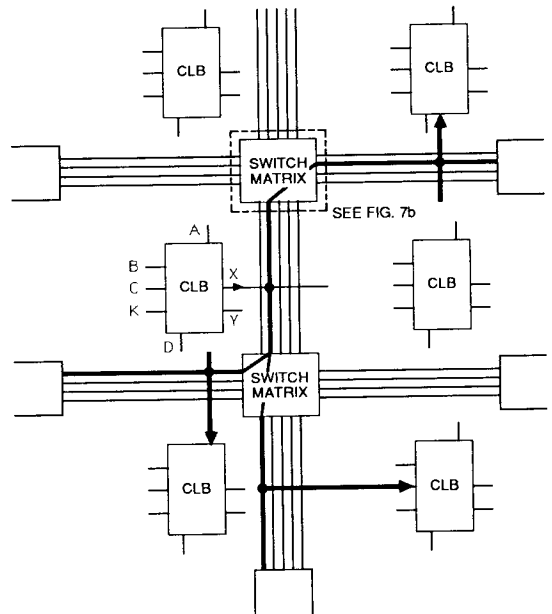 CLB
CLB
SWITCH
MATRIX
SEE FIG. 7b
A
B
C
K
D
CLB
X
Y
CLB
SWITCH
MATRIX
CLB
CLB